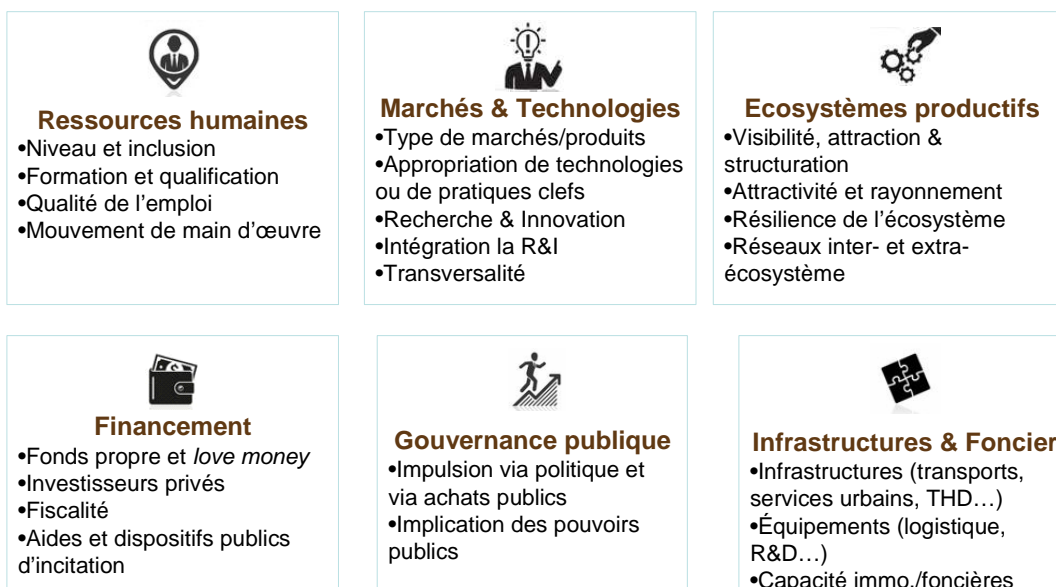 Ressources humaines
•Niveau et inclusion
•Formation et qualification
•Qualité de l’emploi
•Mouvement de main d’œuvre
Marchés & Technologies
•Type de marchés/produits
•Appropriation de technologies
ou de pratiques clefs
•Recherche & Innovation
•Intégration la R&I
•Transversalité
Ecosystèmes productifs
•Visibilité, attraction &
structuration
•Attractivité et rayonnement
•Résilience de l’écosystème
•Réseaux inter- et extra-
écosystème
Financement
•Fonds propre et love money
•Investisseurs privés
•Fiscalité
•Aides et dispositifs publics
d’incitation
Gouvernance publique
•Impulsion via politique et
via achats publics
•Implication des pouvoirs
publics
Infrastructures & Foncier
•Infrastructures (transports,
services urbains, THD…)
•Équipements (logistique,
R&D…)
•Capacité immo./foncières